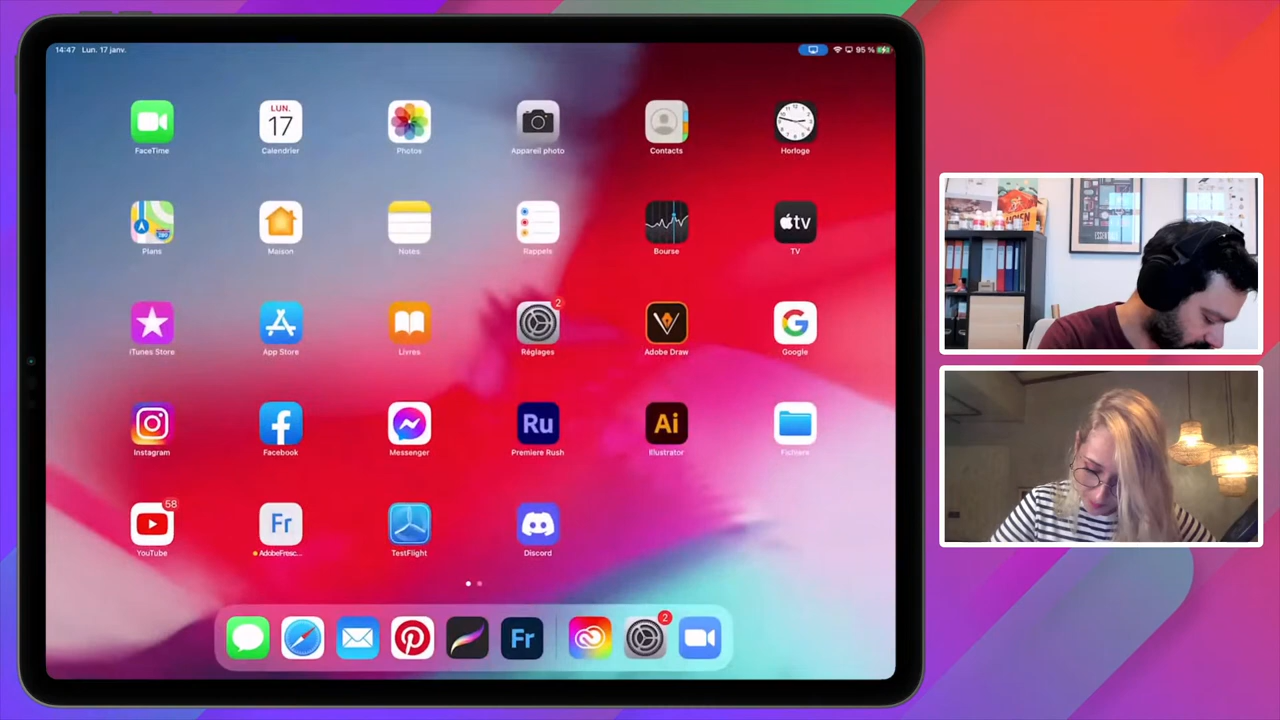 14:47 Lun. 17 janv.
95 %
LUN.
17
FaceTime
Calendrier
Photos
Appareil photo
Contacts
Horloge
280
tv
Plans
Maison
Notes
Rappels
Bourse
TV
2
iTunes Store
App Store
Livres
Réglages
Adobe Draw
Google
Ru
Ai
Instagram
Facebook
Messenger
Premiere Rush
Illustrator
Fichiers
58
Fr
YouTube
AdobeFresc...
TestFlight
Discord
Fr
2